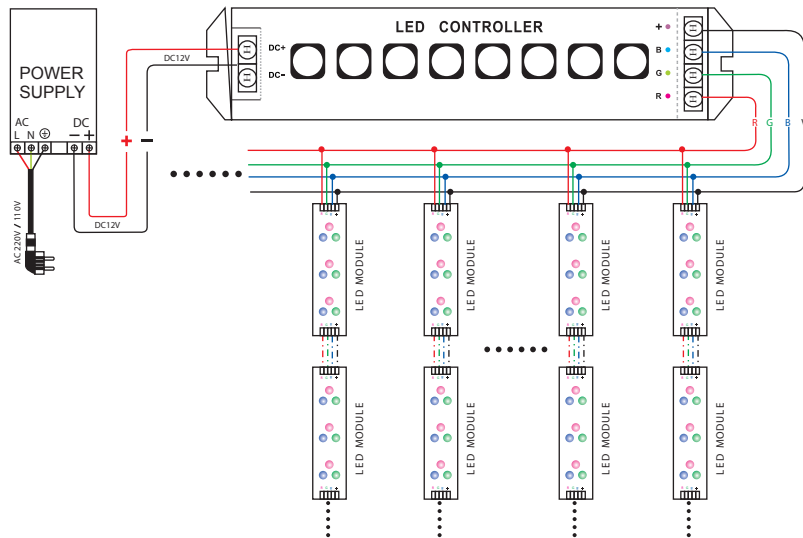 LED CONTROLLER
DC+
DC−
+
B
G
R
POWER
SUPPLY
AC
DC
L
N
−
+
DC12V
+
−
DC12V
AC 220V / 110V
R
G
B
LED MODULE
LED MODULE
LED MODULE
LED MODULE
LED MODULE
LED MODULE
LED MODULE
LED MODULE